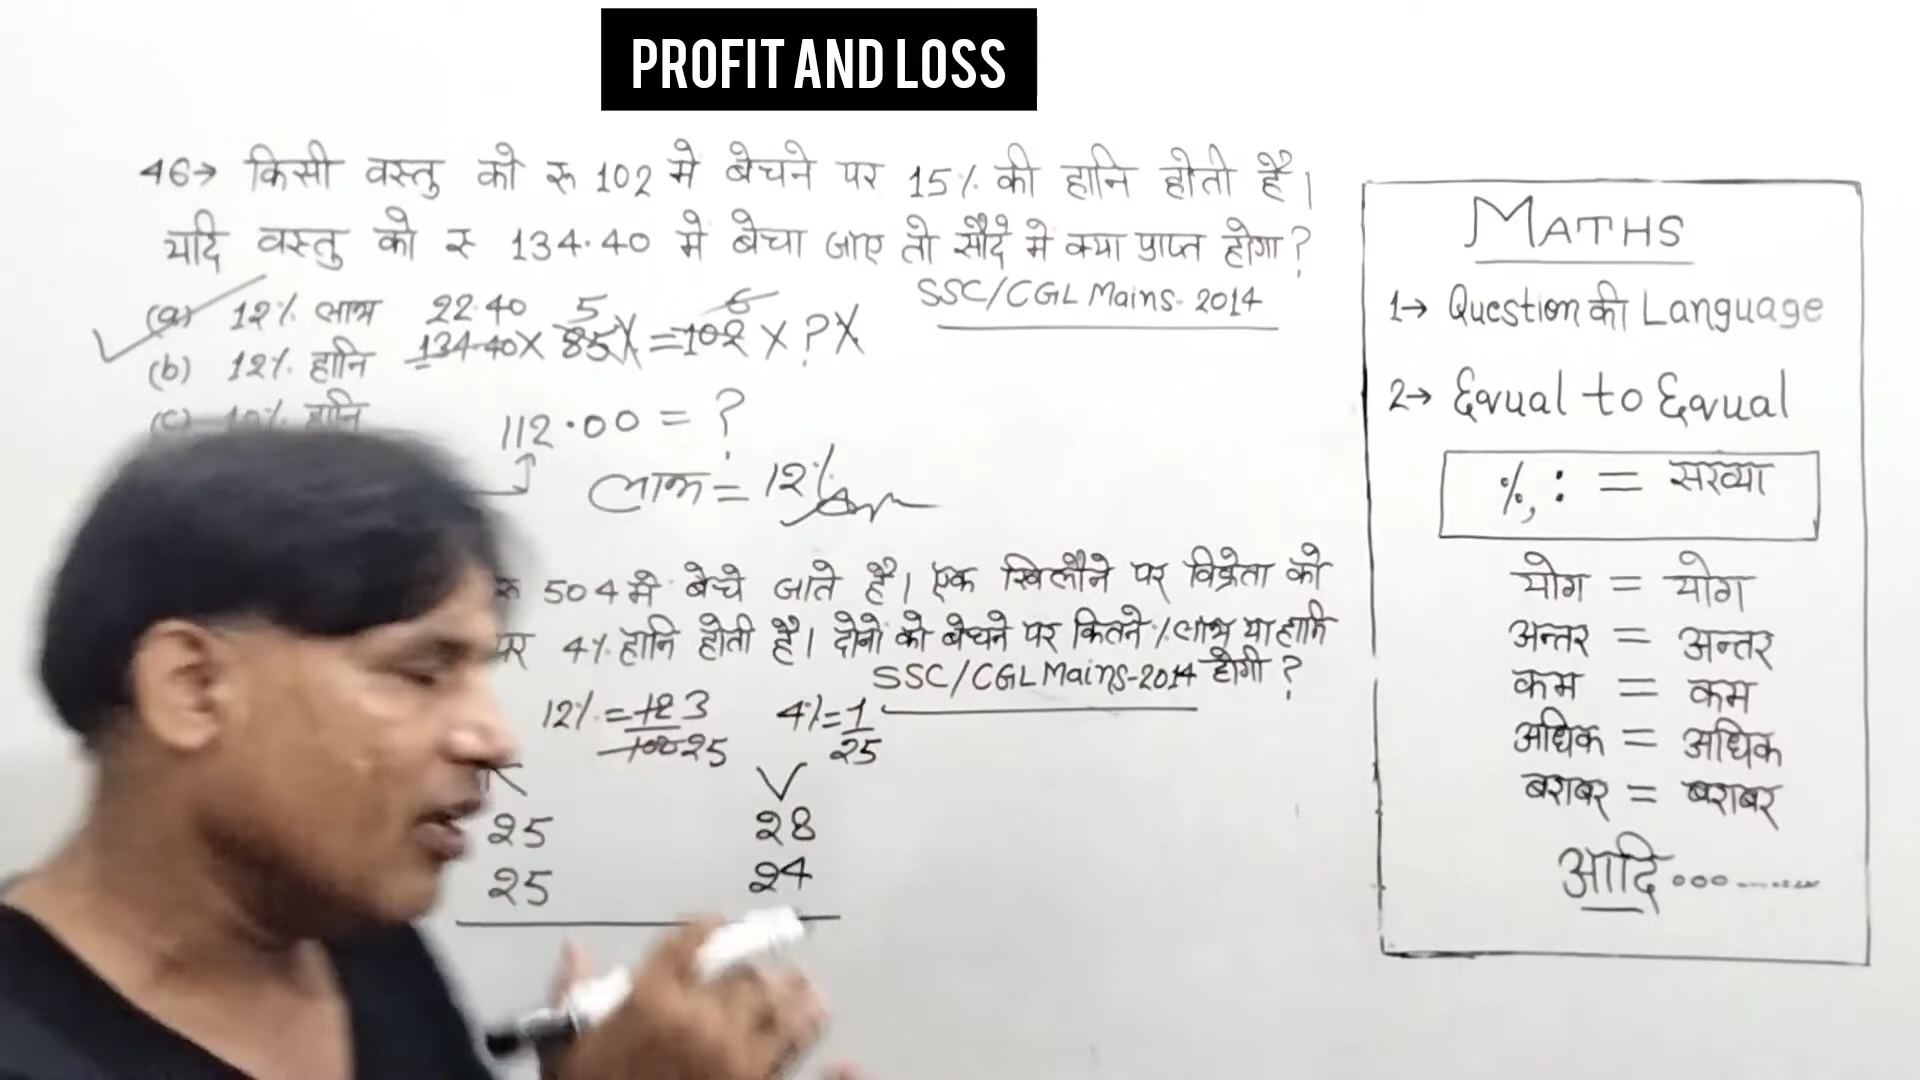 PROFIT AND LOSS
46→ किसी वस्तु को रू 102 मे बेचने पर 15% की हानि होती है।
यदि वस्तु को रू 134.40 मे बेचा जाए तो सौदे मे क्या प्राप्त होगा?
SSC/CGL Mains-2014
(a) 12% लाभ
(b) 12% हानि
(c) 10% हानि
22.40 5 6
134.40 X 85% = 102 X ? %
112.00 = ?
लाभ = 12%
रू 504 मे बेचे जाते है। एक खिलौने पर विक्रेता को
पर 4% हानि होती है। दोनो को बेचने पर कितने % लाभ या हानि
SSC/CGL Mains-2014 होगी?
12% = 12 3
100 25
4% = 1
25
25 28
25 24
MATHS
1→ Question की Language
2→ Equal to Equal
%, : = संख्या
योग = योग
अन्तर = अन्तर
कम = कम
अधिक = अधिक
बराबर = बराबर
आदि...........